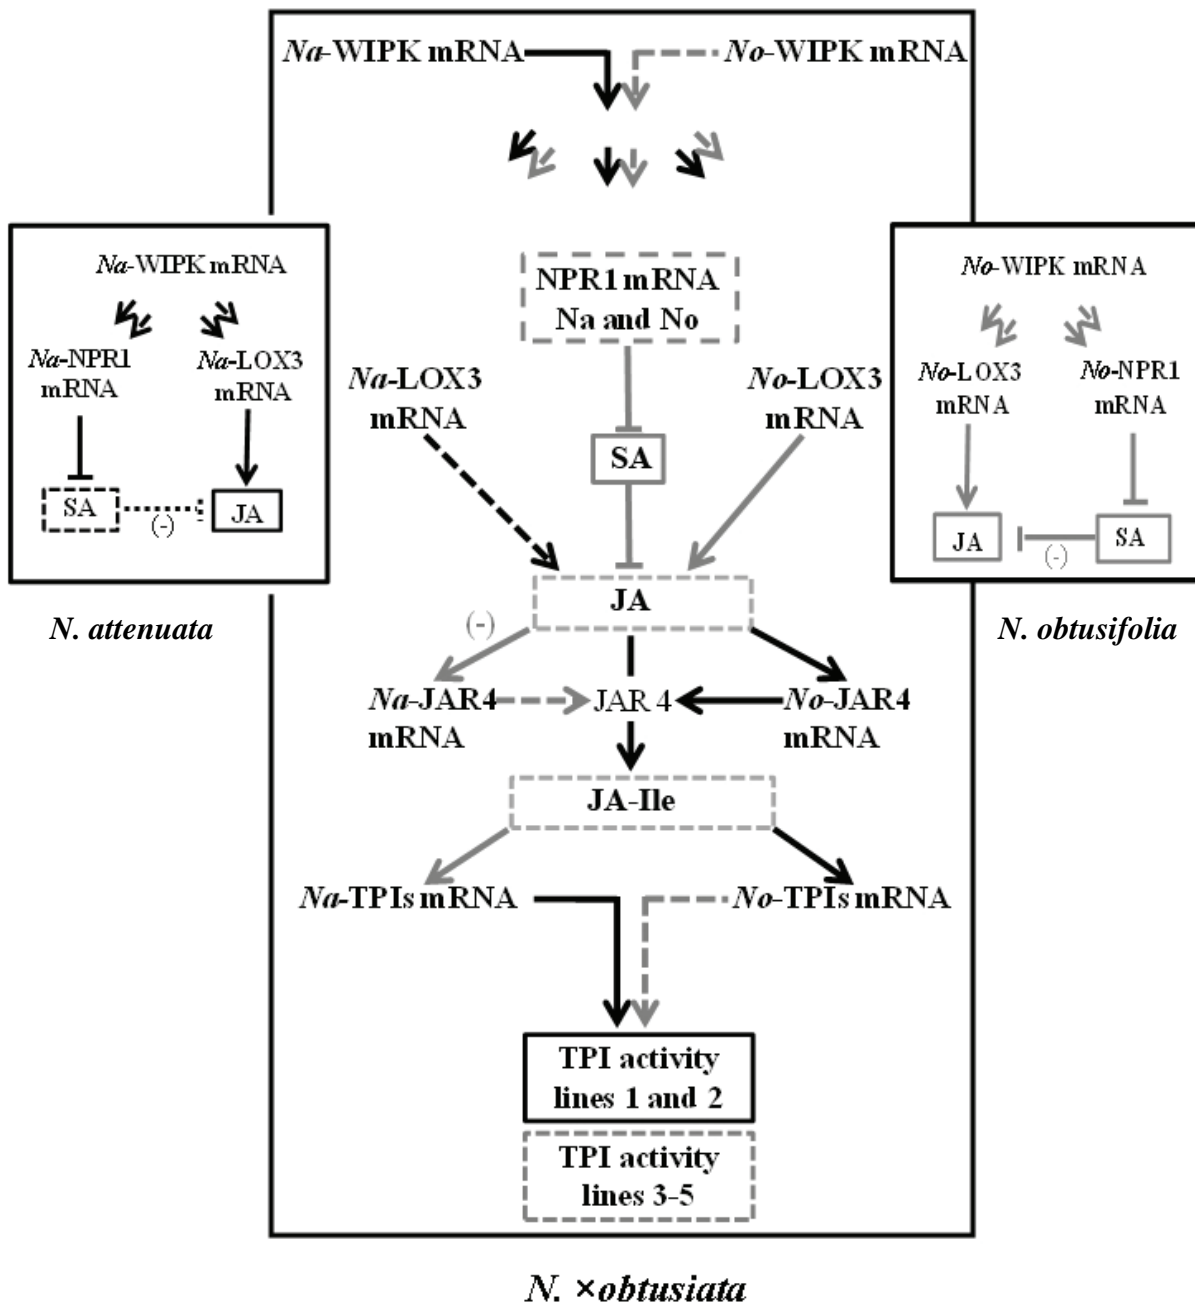 Na-WIPK mRNA
No-WIPK mRNA
Na-WIPK mRNA
Na-NPR1
mRNA
Na-LOX3
mRNA
SA
(-)
JA
N. attenuata
NPR1 mRNA
Na and No
Na-LOX3
mRNA
No-LOX3
mRNA
SA
JA
(-)
Na-JAR4
mRNA
JAR 4
No-JAR4
mRNA
JA-Ile
Na-TPIs mRNA
No-TPIs mRNA
TPI activity
lines 1 and 2
TPI activity
lines 3-5
No-WIPK mRNA
No-LOX3
mRNA
No-NPR1
mRNA
JA
(-)
SA
N. obtusifolia
N. ×obtusiata